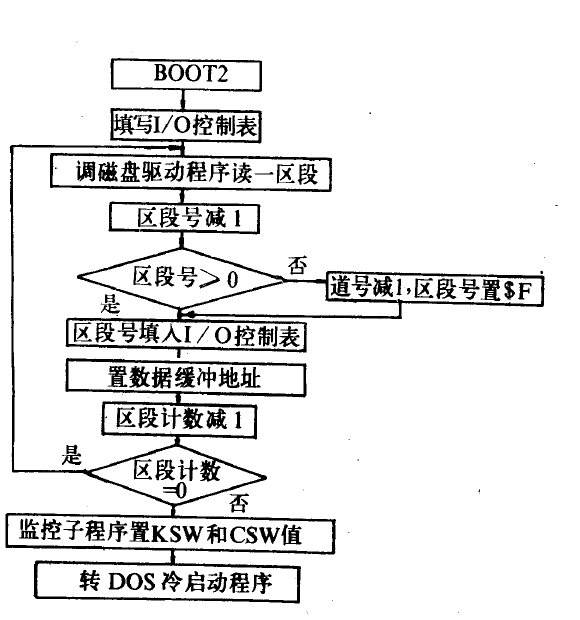 BOOT2
填写I/O控制表
调磁盘驱动程序读一区段
区段号减1
区段号≥0
否
道号减1,区段号置$F
是
区段号填入I/O控制表
置数据缓冲地址
区段计数减1
是
区段计数
=0
否
监控子程序置KSW和CSW值
转DOS冷启动程序